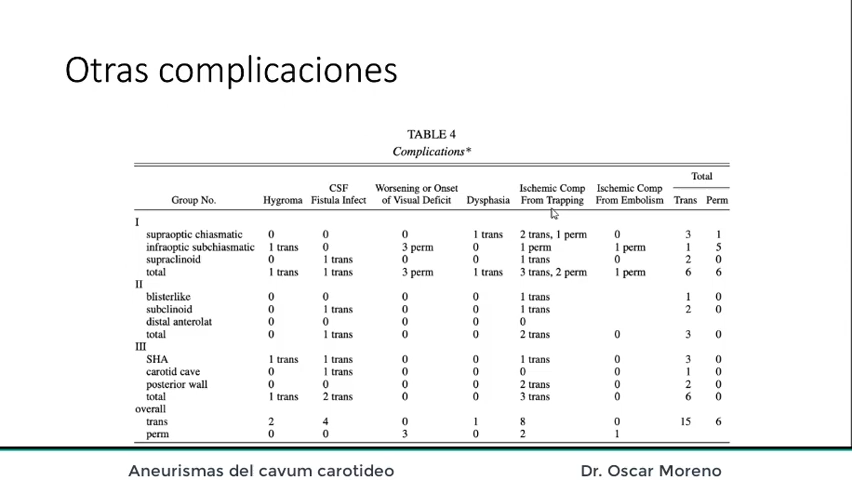 Otras complicaciones
TABLE 4
Complications*
Total
CSF Worsening or Onset Ischemic Comp Ischemic Comp
Group No. Hygroma Fistula Infect of Visual Deficit Dysphasia From Trapping From Embolism Trans Perm
I
supraoptic chiasmatic 0 0 0 1 trans 2 trans, 1 perm 0 3 1
infraoptic subchiasmatic 1 trans 0 3 perm 0 1 perm 1 perm 1 5
supraclinoid 0 1 trans 0 0 1 trans 0 2 0
total 1 trans 1 trans 3 perm 1 trans 3 trans, 2 perm 1 perm 6 6
II
blisterlike 0 0 0 0 1 trans 1 0
subclinoid 0 1 trans 0 0 1 trans 2 0
distal anterolat 0 0 0 0 0
total 0 1 trans 0 0 2 trans 0 3 0
III
SHA 1 trans 1 trans 0 0 1 trans 0 3 0
carotid cave 0 1 trans 0 0 0 0 1 0
posterior wall 0 0 0 0 2 trans 0 2 0
total 1 trans 2 trans 0 0 3 trans 0 6 0
overall
trans 2 4 0 1 8 0 15 6
perm 0 0 3 0 2 1
Aneurismas del cavum carotideo Dr. Oscar Moreno